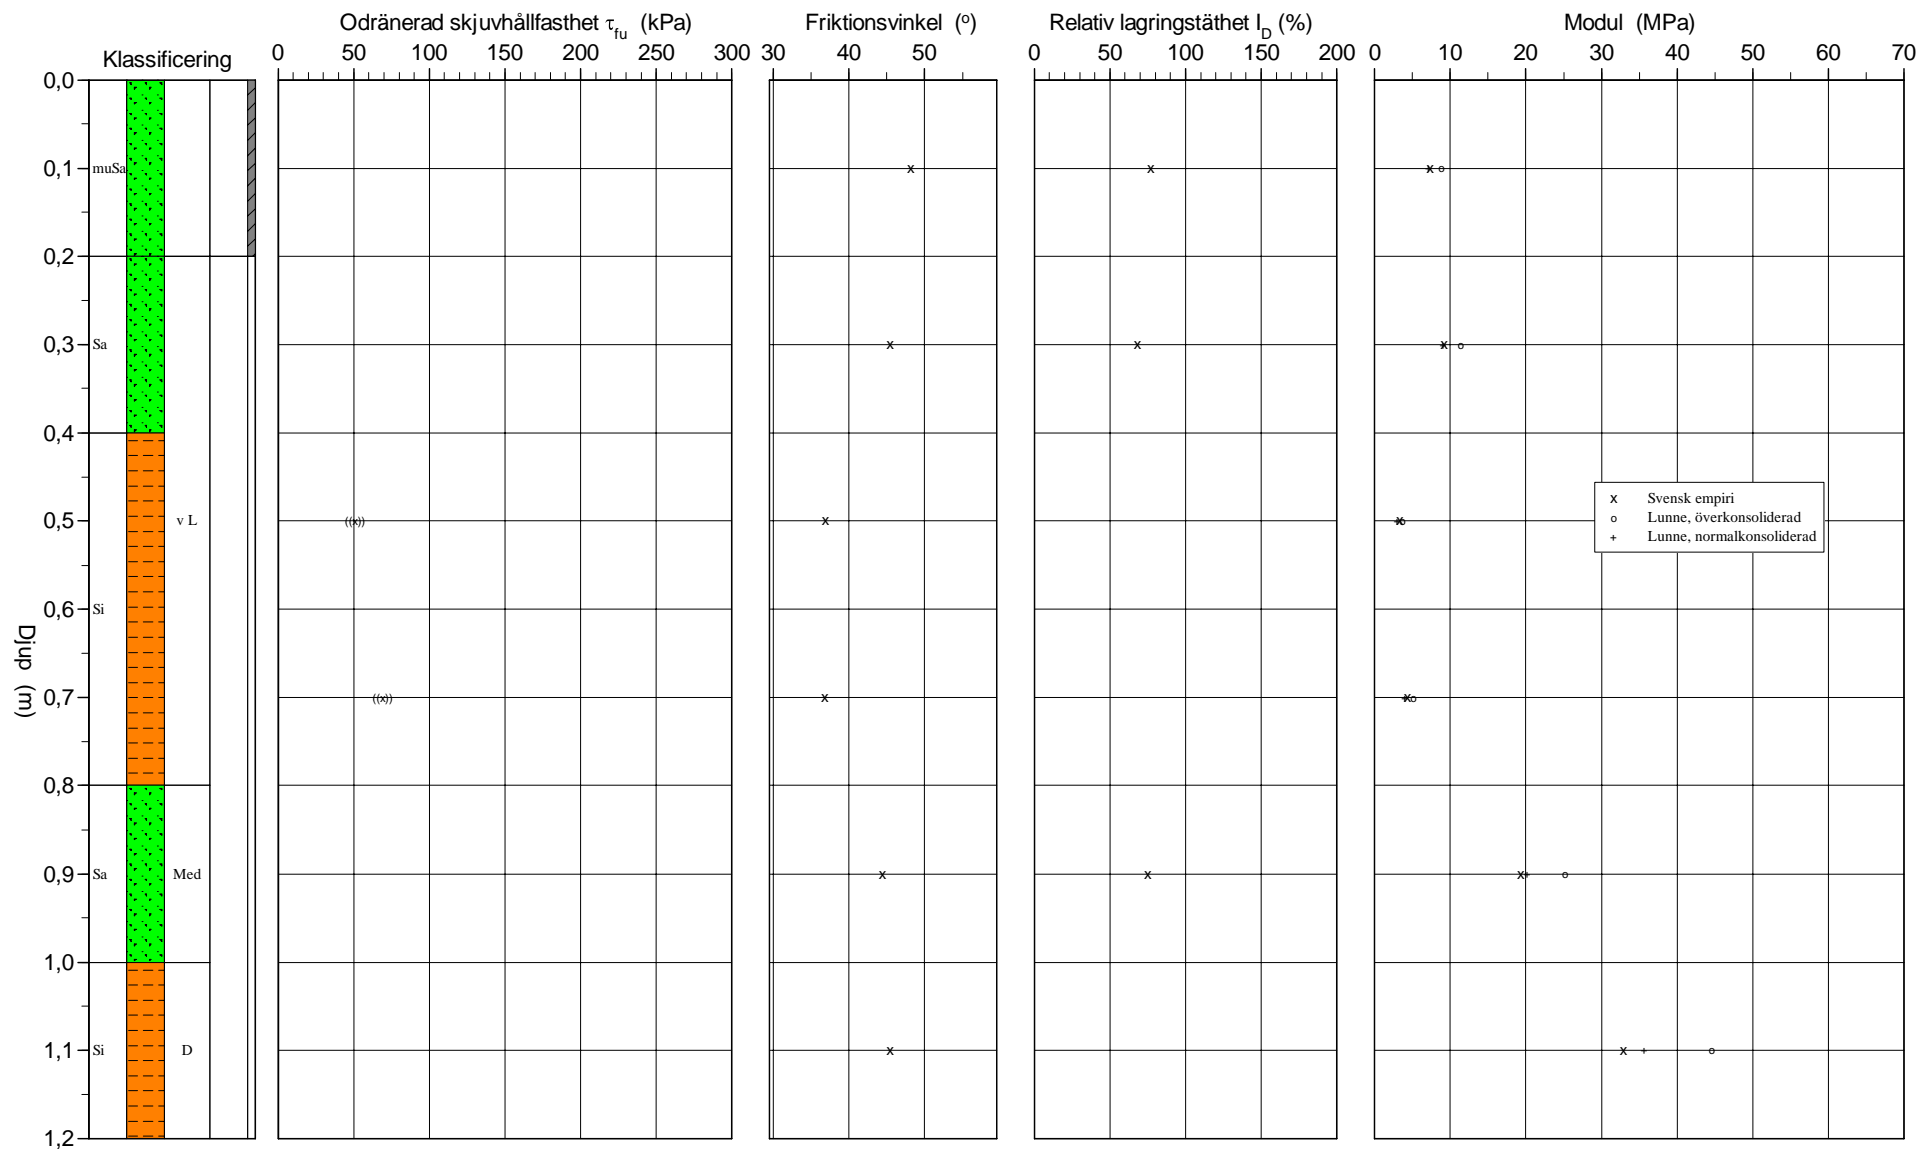 Odränerad skjuvhållfasthet τfu (kPa)
Friktionsvinkel (o)
Relativ lagringstäthet ID (%)
Modul (MPa)
Klassificering
0 50 100 150 200 250 300
30 40 50
0 50 100 150 200
0 10 20 30 40 50 60 70
0,0
0,1
muSa
0,2
0,3
Sa
0,4
0,5
v L
((x))
x Svensk empiri
o Lunne, överkonsoliderad
+ Lunne, normalkonsoliderad
0,6
Si
Djup (m)
0,7
((x))
0,8
0,9
Sa
Med
1,0
1,1
Si
D
1,2